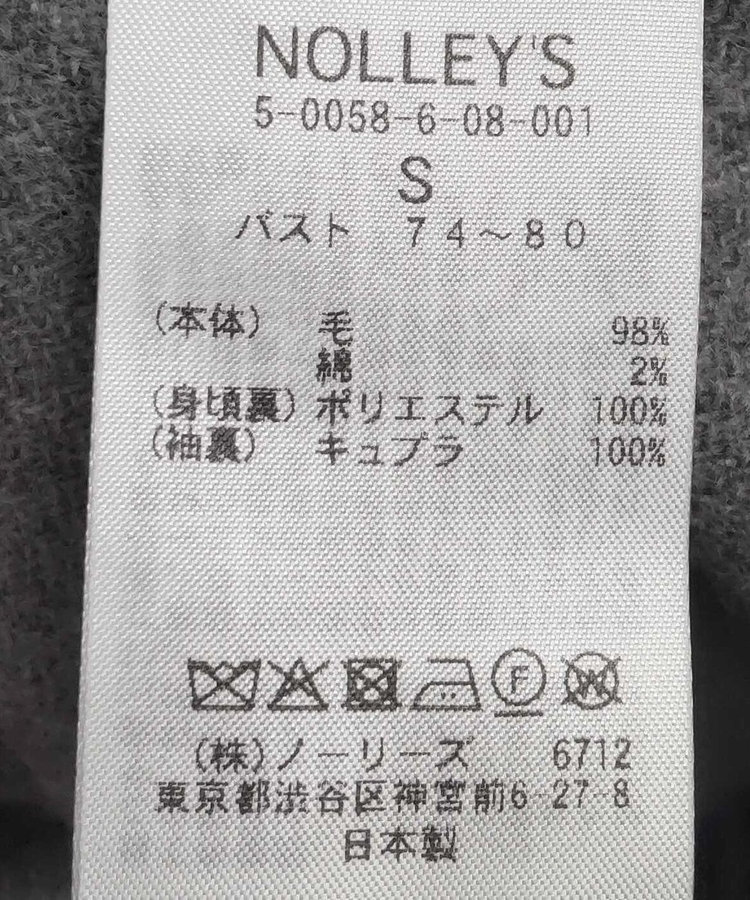 NOLLEY'S
5-0058-6-08-001
S
バスト ７４～８０
(本体) 毛 98%
綿 2%
(身頃裏) ポリエステル 100%
(袖裏) キュプラ 100%
F W
(株)ノーリーズ 6712
東京都渋谷区神宮前6-27-8
日本製